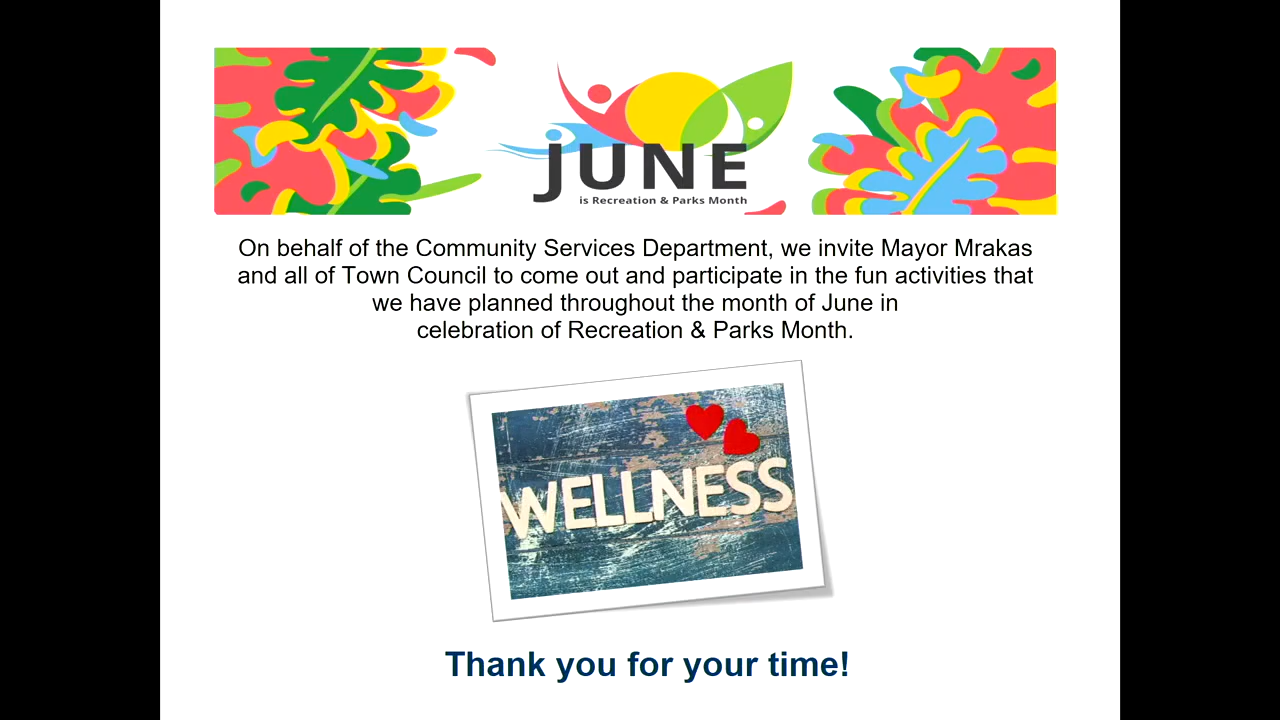 JUNE
is Recreation & Parks Month
On behalf of the Community Services Department, we invite Mayor Mrakas
and all of Town Council to come out and participate in the fun activities that
we have planned throughout the month of June in
celebration of Recreation & Parks Month.
WELLNESS
Thank you for your time!